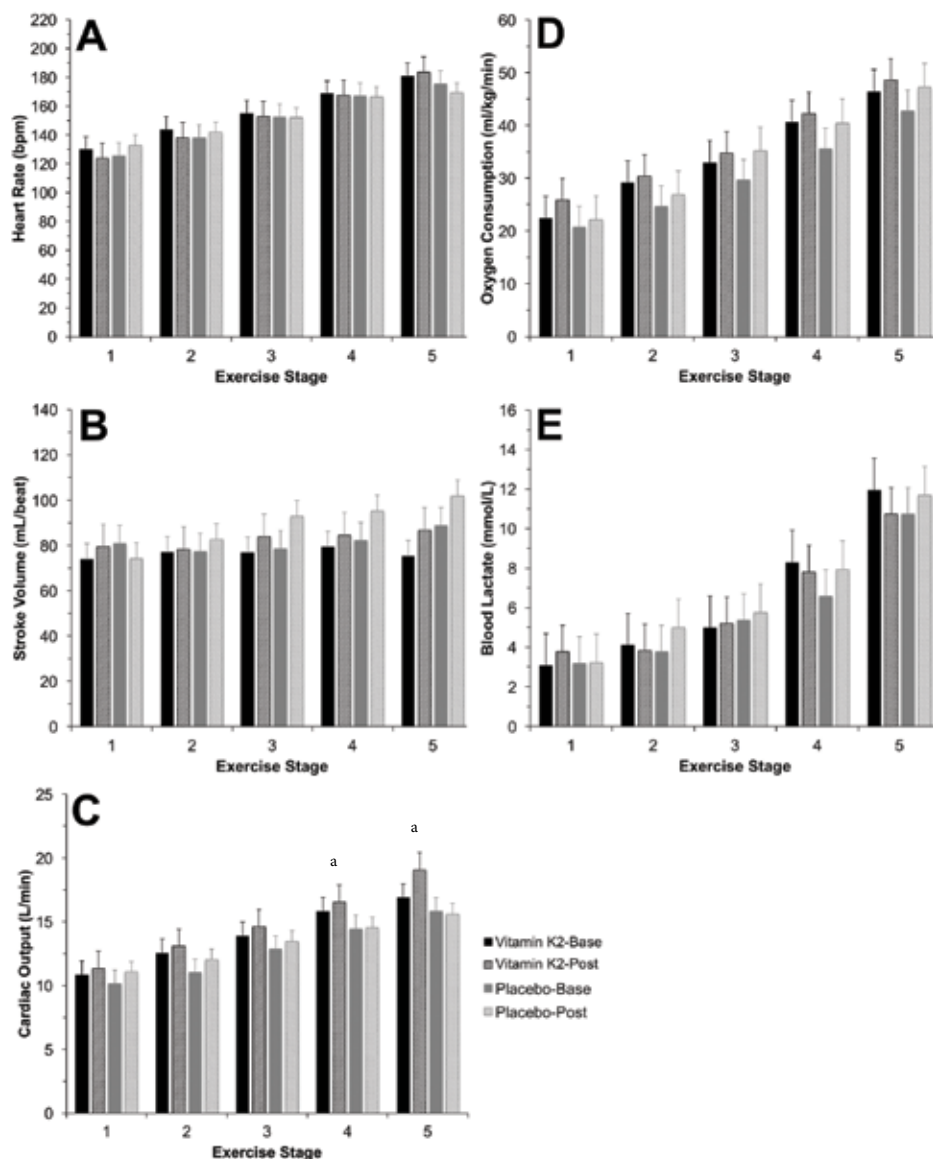 A
Heart Rate (bpm)
220
200
180
160
140
120
100
80
60
40
20
0
1 2 3 4 5
Exercise Stage
D
Oxygen Consumption (ml/kg/min)
60
50
40
30
20
10
0
1 2 3 4 5
Exercise Stage
B
Stroke Volume (mL/beat)
140
120
100
80
60
40
20
0
1 2 3 4 5
Exercise Stage
E
Blood Lactate (mmol/L)
16
14
12
10
8
6
4
2
0
1 2 3 4 5
Exercise Stage
C
Cardiac Output (L/min)
25
20
15
10
5
0
a
a
1 2 3 4 5
Exercise Stage
Vitamin K2-Base
Vitamin K2-Post
Placebo-Base
Placebo-Post